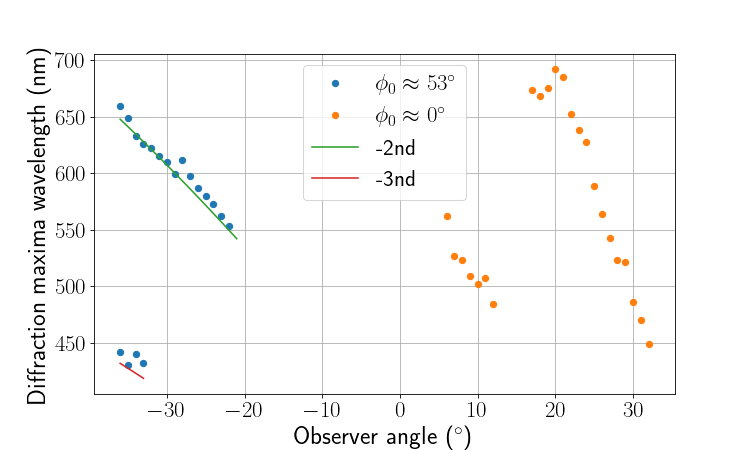 700
650
600
550
500
450
Diffraction maxima wavelength (nm)
ϕ₀ ≈ 53°
ϕ₀ ≈ 0°
-2nd
-3nd
−30
−20
−10
0
10
20
30
Observer angle (°)